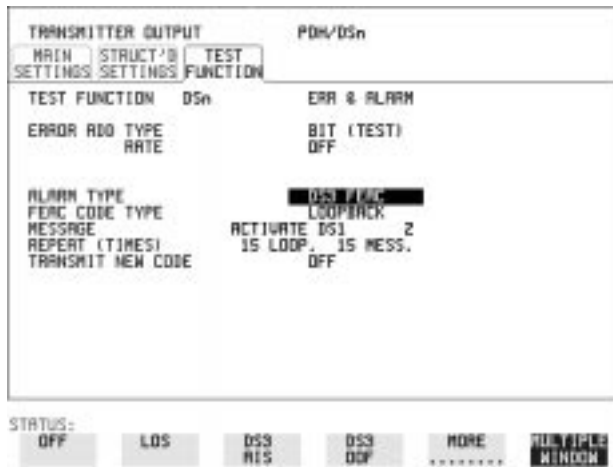 TRANSMITTER OUTPUT PDH/DSn
MAIN SETTINGS STRUCT'D SETTINGS TEST FUNCTION
TEST FUNCTION DSn ERR & ALARM
ERROR ADD TYPE BIT (TEST)
RATE OFF
ALARM TYPE DS3 FEAC
FEAC CODE TYPE LOOPBACK
MESSAGE ACTIVATE DS1 2
REPEAT (TIMES) 15 LOOP. 15 MESS.
TRANSMIT NEW CODE OFF
STATUS:
OFF LOS DS3 AIS DS3 OOF MORE ........ MULTIPLE WINDOW